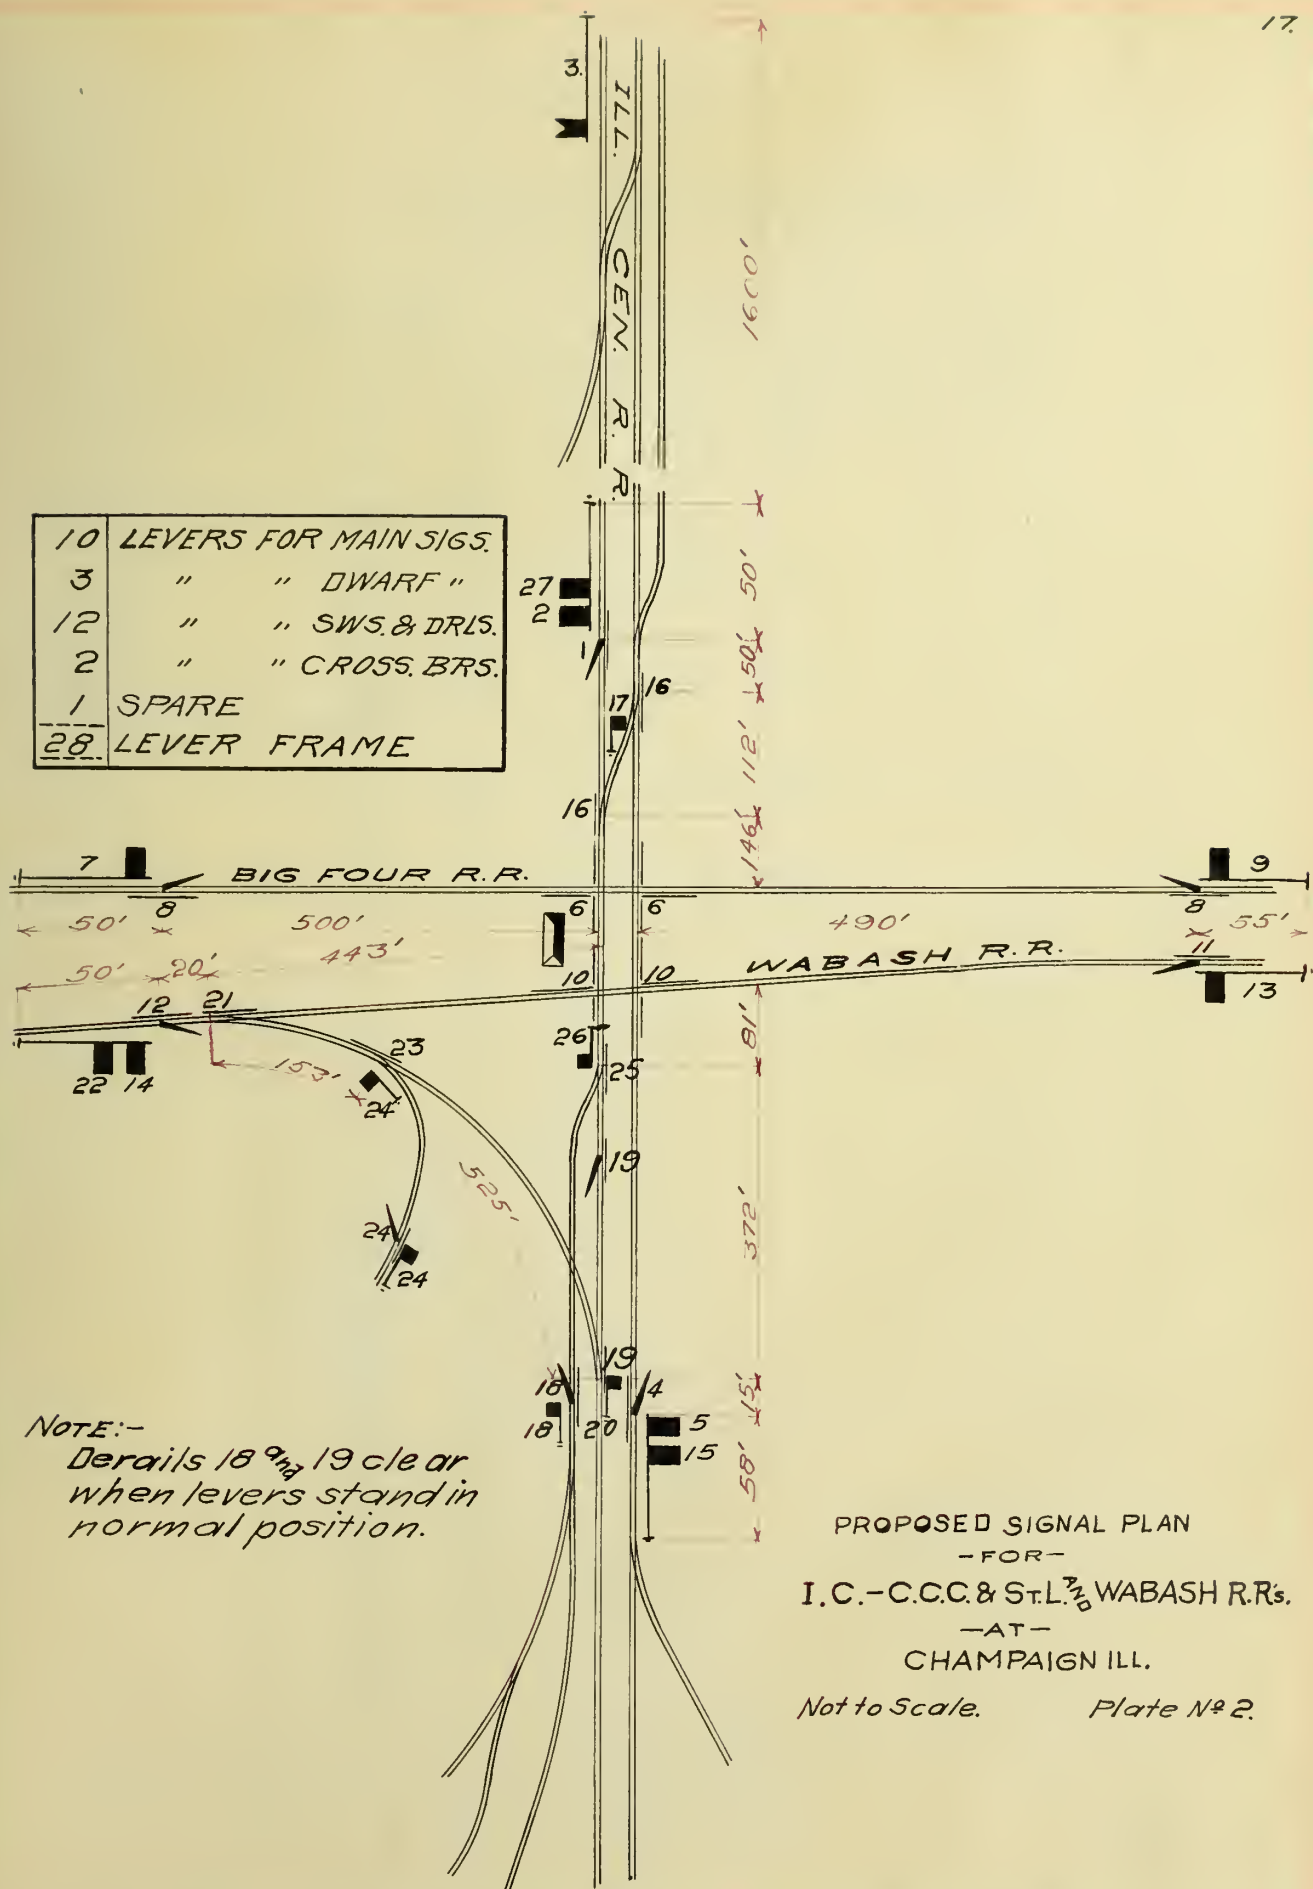 17.
3.
ILL. CEN. R. R.
1600'
10 LEVERS FOR MAIN SIGS.
3 " " DWARF "
12 " " SWS. & DRLS.
2 " " CROSS. BRS.
1 SPARE
28 LEVER FRAME
27
2
1
50'
50'
16
17
112'
16
146'
7
BIG FOUR R.R.
9
8
6
6
8
50'
500'
490'
55'
443'
50'
20'
WABASH R.R.
11
10
10
13
12
21
26
81'
23
25
22 14
153'
24
19
525'
372'
24
24
19
18
4
15'
18
20
5
15
58'
NOTE:-
Derails 18 and 19 clear
when levers stand in
normal position.
PROPOSED SIGNAL PLAN
-FOR-
I.C.-C.C.C. & ST.L. AND WABASH R.R's.
-AT-
CHAMPAIGN ILL.
Not to Scale. Plate Nº 2.